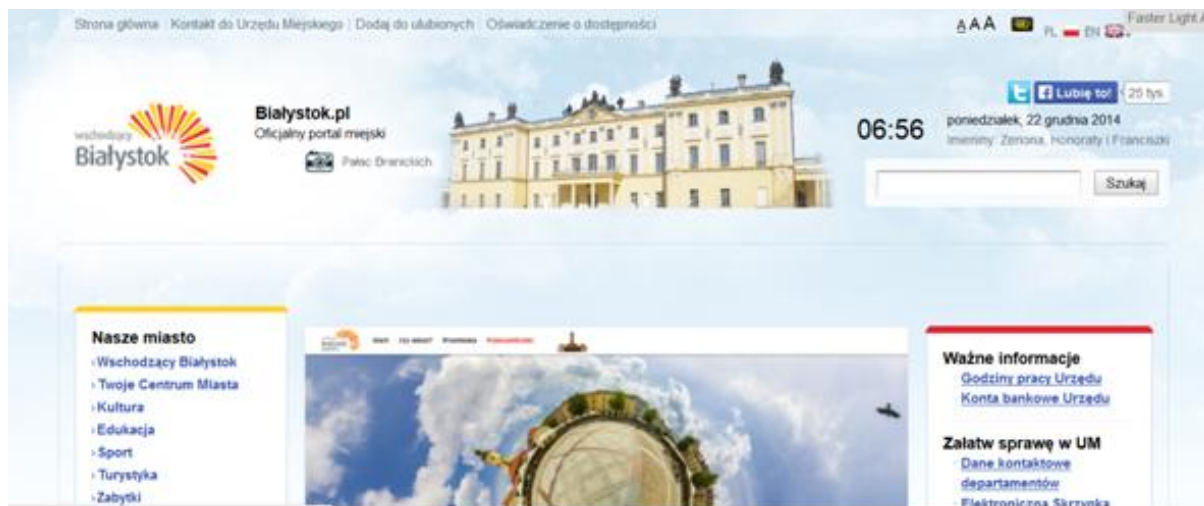 Strona główna Kontakt do Urzędu Miejskiego | Dodaj do ulubionych Oświadczenie o dostępności
A A A PL EN
Faster Light
Lubię to! 25 tys.
wschodzący
Białystok
Białystok.pl
Oficjalny portal miejski
Pałac Branickich
06:56
poniedziałek, 22 grudnia 2014
Imieniny: Zenona, Honoraty i Franciszki
Szukaj
Nasze miasto
Wschodzący Białystok
Twoje Centrum Miasta
Kultura
Edukacja
Sport
Turystyka
Zabytki
Ważne informacje
Godziny pracy Urzędu
Konta bankowe Urzędu
Załatw sprawę w UM
Dane kontaktowe
departamentów
Elektroniczna Skrzynka